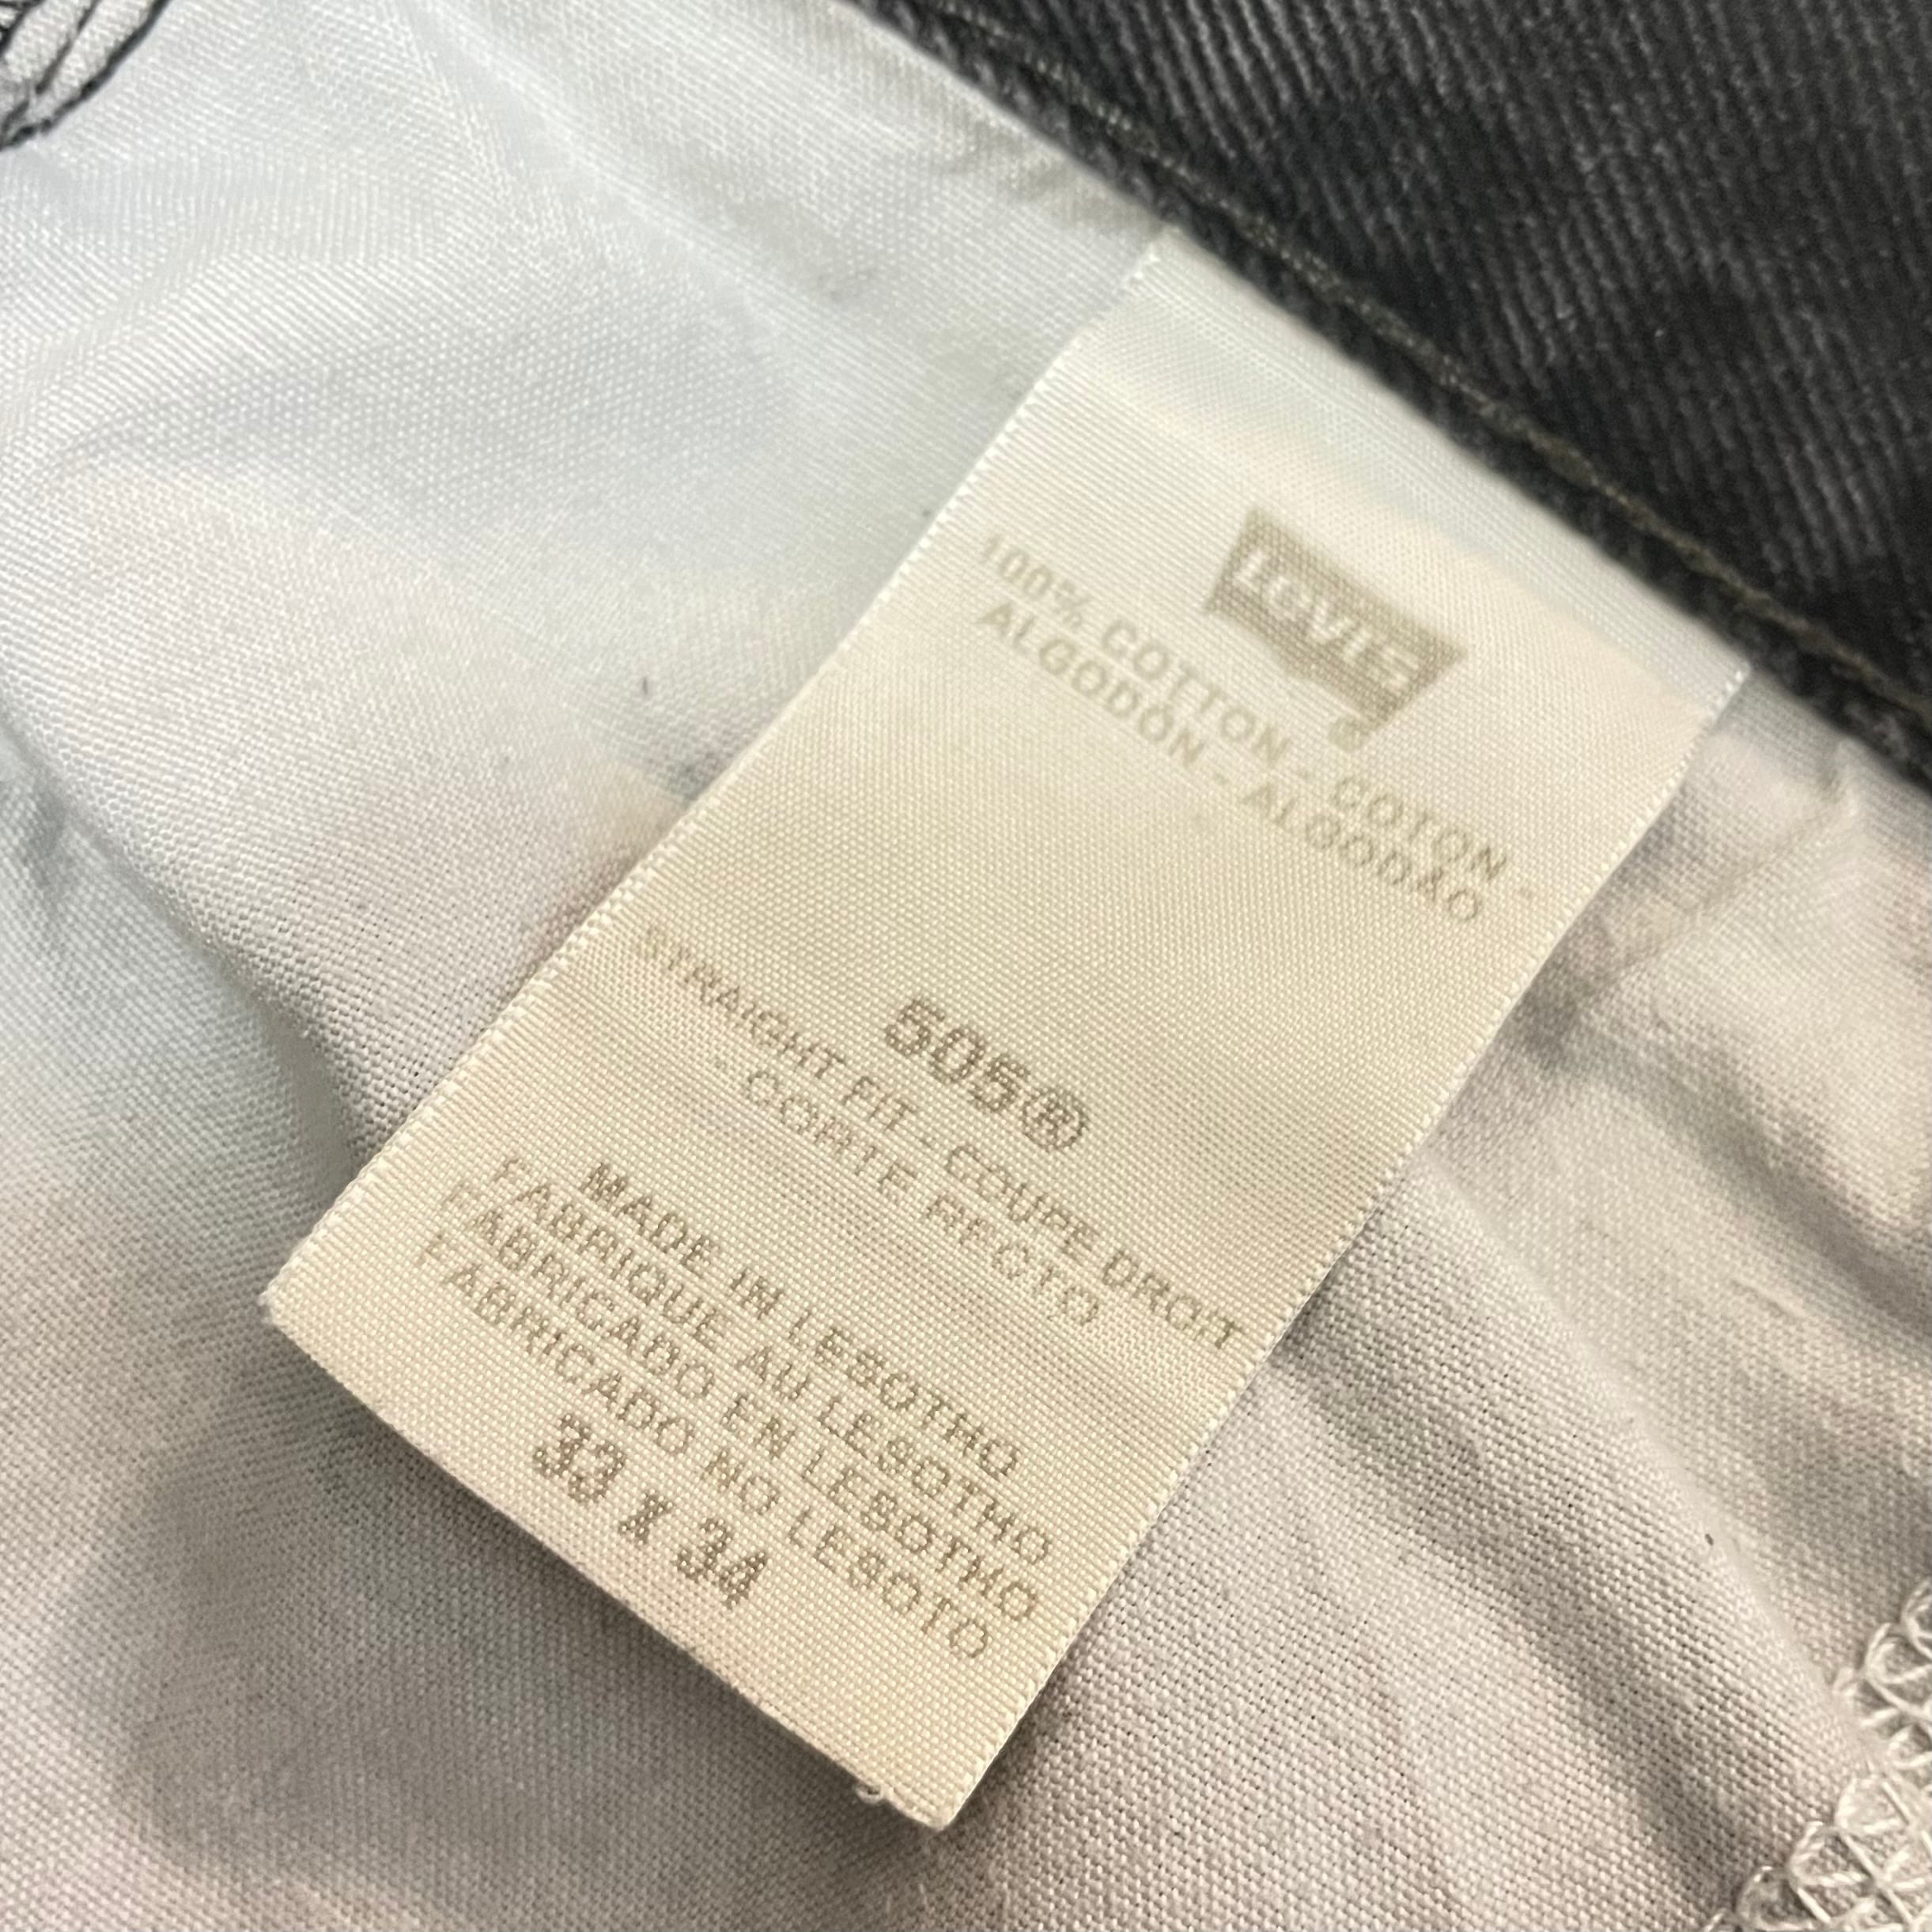 LEVI'S
100% COTTON - COTON -
ALGODÓN - ALGODÃO
505®
STRAIGHT FIT - COUPE DROIT
- CORTE RECTO
MADE IN LESOTHO
FABRIQUE AU LESOTHO
FABRICADO EN LESOTHO
FABRICADO NO LESOTO
33 X 34